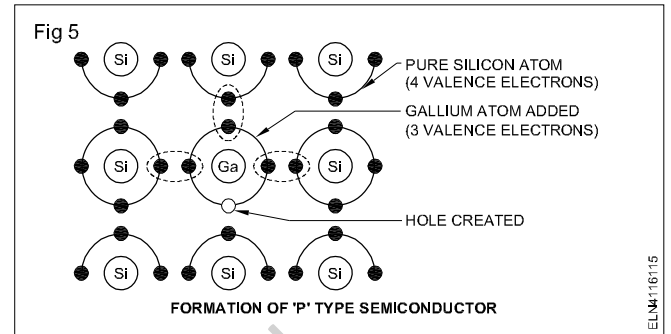 Fig 5
Si Si Si
PURE SILICON ATOM
(4 VALENCE ELECTRONS)
GALLIUM ATOM ADDED
(3 VALENCE ELECTRONS)
Si Ga Si
HOLE CREATED
Si Si Si
FORMATION OF 'P' TYPE SEMICONDUCTOR
ELN4116115